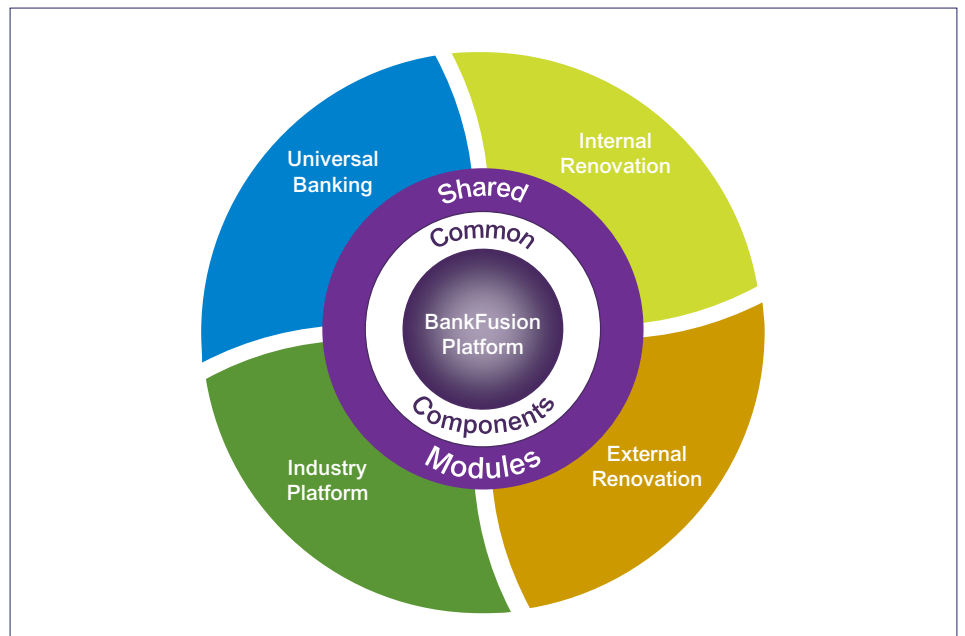 Universal
Banking
Internal
Renovation
Shared
Common
BankFusion
Platform
Components
Modules
Industry
Platform
External
Renovation